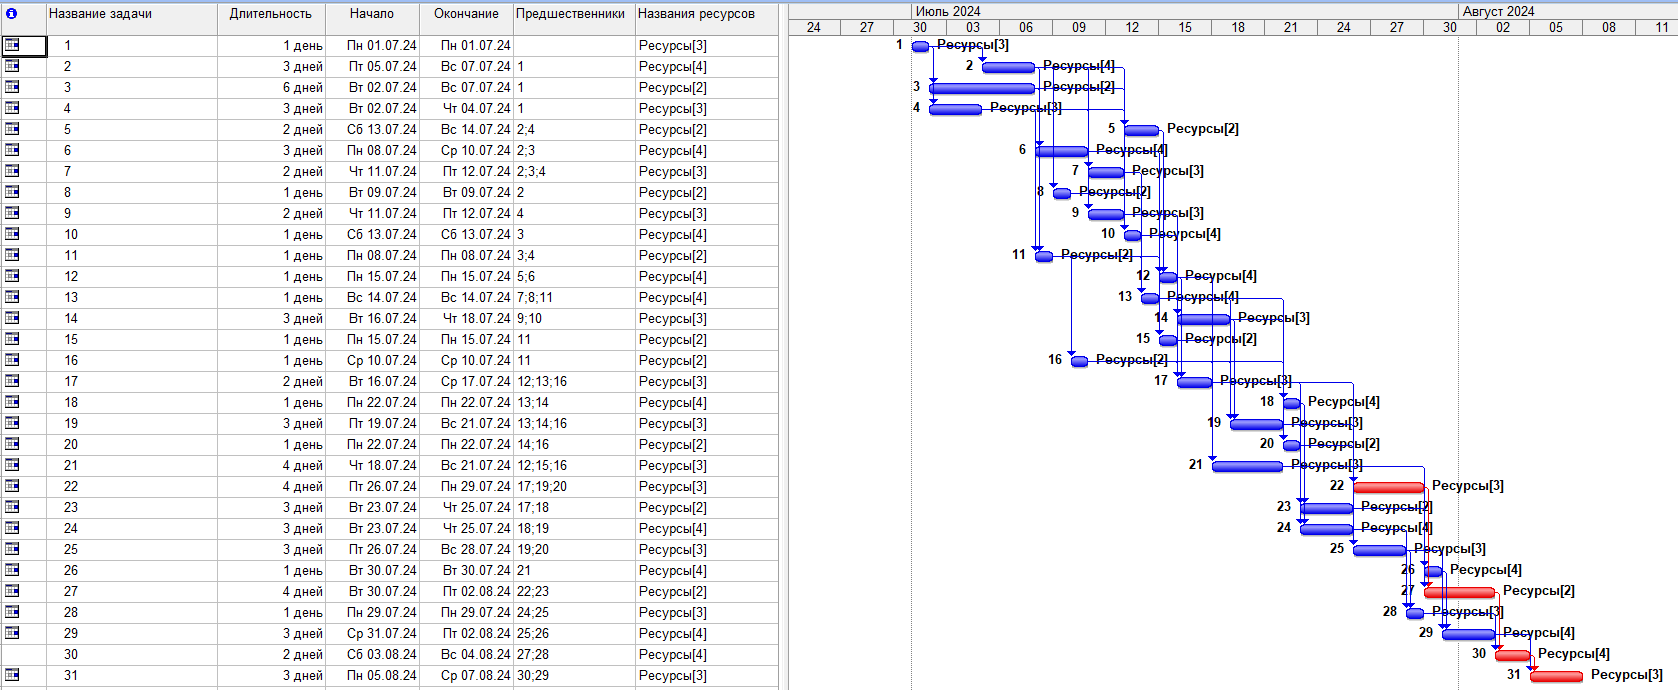 Название задачи Длительность Начало Окончание Предшественники Названия ресурсов Июль 2024 Август 2024
24 27 30 03 06 09 12 15 18 21 24 27 30 02 05 08 11
1 1 день Пн 01.07.24 Пн 01.07.24 Ресурсы[3] 1 Ресурсы[3]
2 3 дней Пт 05.07.24 Вс 07.07.24 1 Ресурсы[4] 2 Ресурсы[4]
3 6 дней Вт 02.07.24 Вс 07.07.24 1 Ресурсы[2] 3 Ресурсы[2]
4 3 дней Вт 02.07.24 Чт 04.07.24 1 Ресурсы[3] 4 Ресурсы[3]
5 2 дней Сб 13.07.24 Вс 14.07.24 2;4 Ресурсы[2] 5 Ресурсы[2]
6 3 дней Пн 08.07.24 Ср 10.07.24 2;3 Ресурсы[4] 6 Ресурсы[4]
7 2 дней Чт 11.07.24 Пт 12.07.24 2;3;4 Ресурсы[3] 7 Ресурсы[3]
8 1 день Вт 09.07.24 Вт 09.07.24 2 Ресурсы[2] 8 Ресурсы[2]
9 2 дней Чт 11.07.24 Пт 12.07.24 4 Ресурсы[3] 9 Ресурсы[3]
10 1 день Сб 13.07.24 Сб 13.07.24 3 Ресурсы[4] 10 Ресурсы[4]
11 1 день Пн 08.07.24 Пн 08.07.24 3;4 Ресурсы[2] 11 Ресурсы[2]
12 1 день Пн 15.07.24 Пн 15.07.24 5;6 Ресурсы[4] 12 Ресурсы[4]
13 1 день Вс 14.07.24 Вс 14.07.24 7;8;11 Ресурсы[4] 13 Ресурсы[4]
14 3 дней Вт 16.07.24 Чт 18.07.24 9;10 Ресурсы[3] 14 Ресурсы[3]
15 1 день Пн 15.07.24 Пн 15.07.24 11 Ресурсы[2] 15 Ресурсы[2]
16 1 день Ср 10.07.24 Ср 10.07.24 11 Ресурсы[2] 16 Ресурсы[2]
17 2 дней Вт 16.07.24 Ср 17.07.24 12;13;16 Ресурсы[3] 17 Ресурсы[3]
18 1 день Пн 22.07.24 Пн 22.07.24 13;14 Ресурсы[4] 18 Ресурсы[4]
19 3 дней Пт 19.07.24 Вс 21.07.24 13;14;16 Ресурсы[3] 19 Ресурсы[3]
20 1 день Пн 22.07.24 Пн 22.07.24 14;16 Ресурсы[2] 20 Ресурсы[2]
21 4 дней Чт 18.07.24 Вс 21.07.24 12;15;16 Ресурсы[3] 21 Ресурсы[3]
22 4 дней Пт 26.07.24 Пн 29.07.24 17;19;20 Ресурсы[3] 22 Ресурсы[3]
23 3 дней Вт 23.07.24 Чт 25.07.24 17;18 Ресурсы[2] 23 Ресурсы[2]
24 3 дней Вт 23.07.24 Чт 25.07.24 18;19 Ресурсы[4] 24 Ресурсы[4]
25 3 дней Пт 26.07.24 Вс 28.07.24 19;20 Ресурсы[3] 25 Ресурсы[3]
26 1 день Вт 30.07.24 Вт 30.07.24 21 Ресурсы[4] 26 Ресурсы[4]
27 4 дней Вт 30.07.24 Пт 02.08.24 22;23 Ресурсы[2] 27 Ресурсы[2]
28 1 день Пн 29.07.24 Пн 29.07.24 24;25 Ресурсы[3] 28 Ресурсы[3]
29 3 дней Ср 31.07.24 Пт 02.08.24 25;26 Ресурсы[4] 29 Ресурсы[4]
30 2 дней Сб 03.08.24 Вс 04.08.24 27;28 Ресурсы[4] 30 Ресурсы[4]
31 3 дней Пн 05.08.24 Ср 07.08.24 30;29 Ресурсы[3] 31 Ресурсы[3]